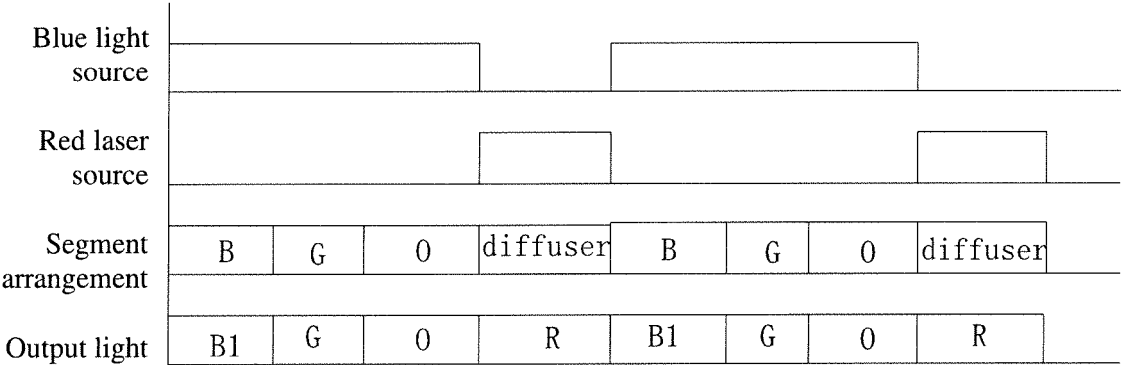 Blue light
source
Red laser
source
Segment
arrangement
B G O diffuser B G O diffuser
Output light
B1 G O R B1 G O R